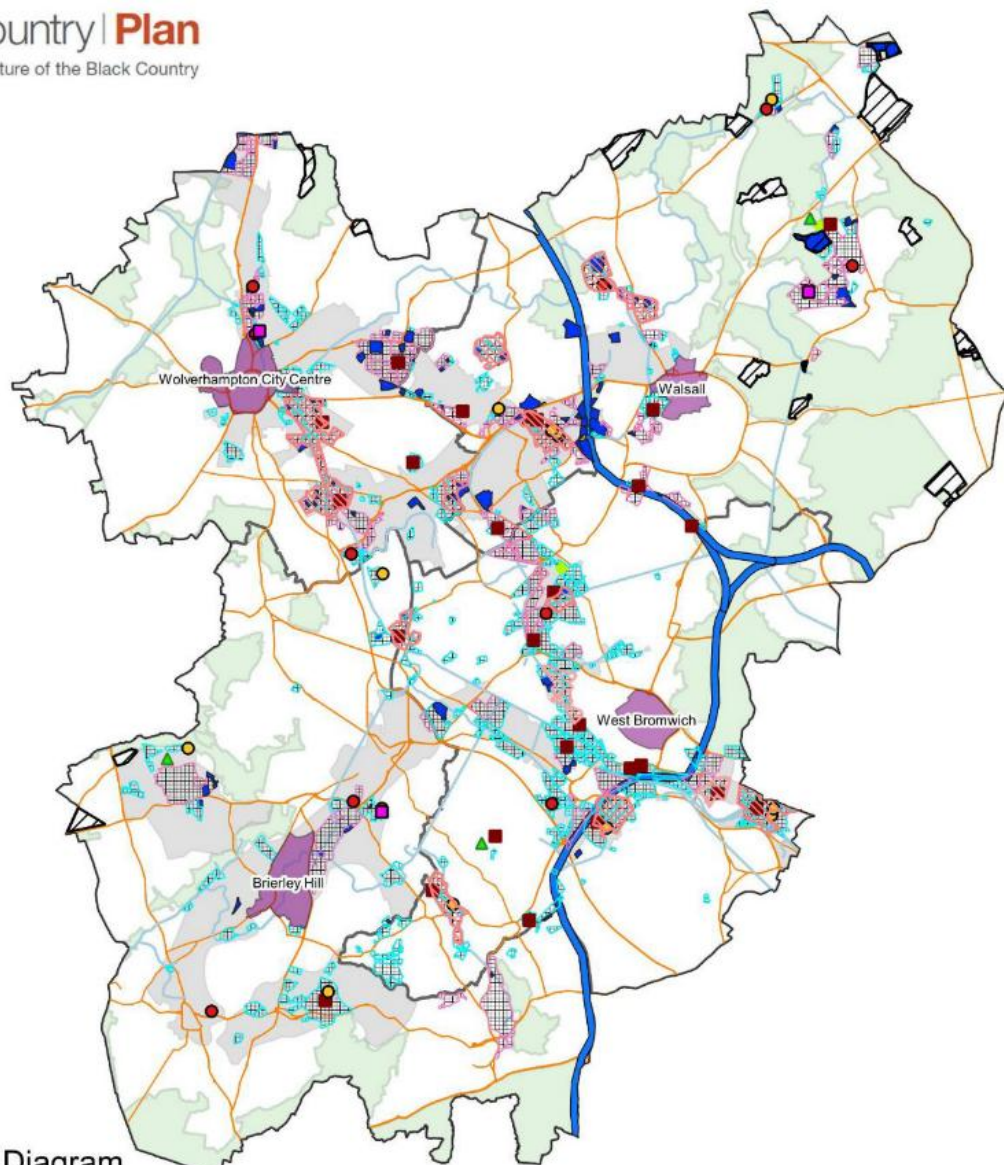 ountry | Plan
ture of the Black Country
Wolverhampton City Centre
Walsall
West Bromwich
Brierley Hill
Diagram